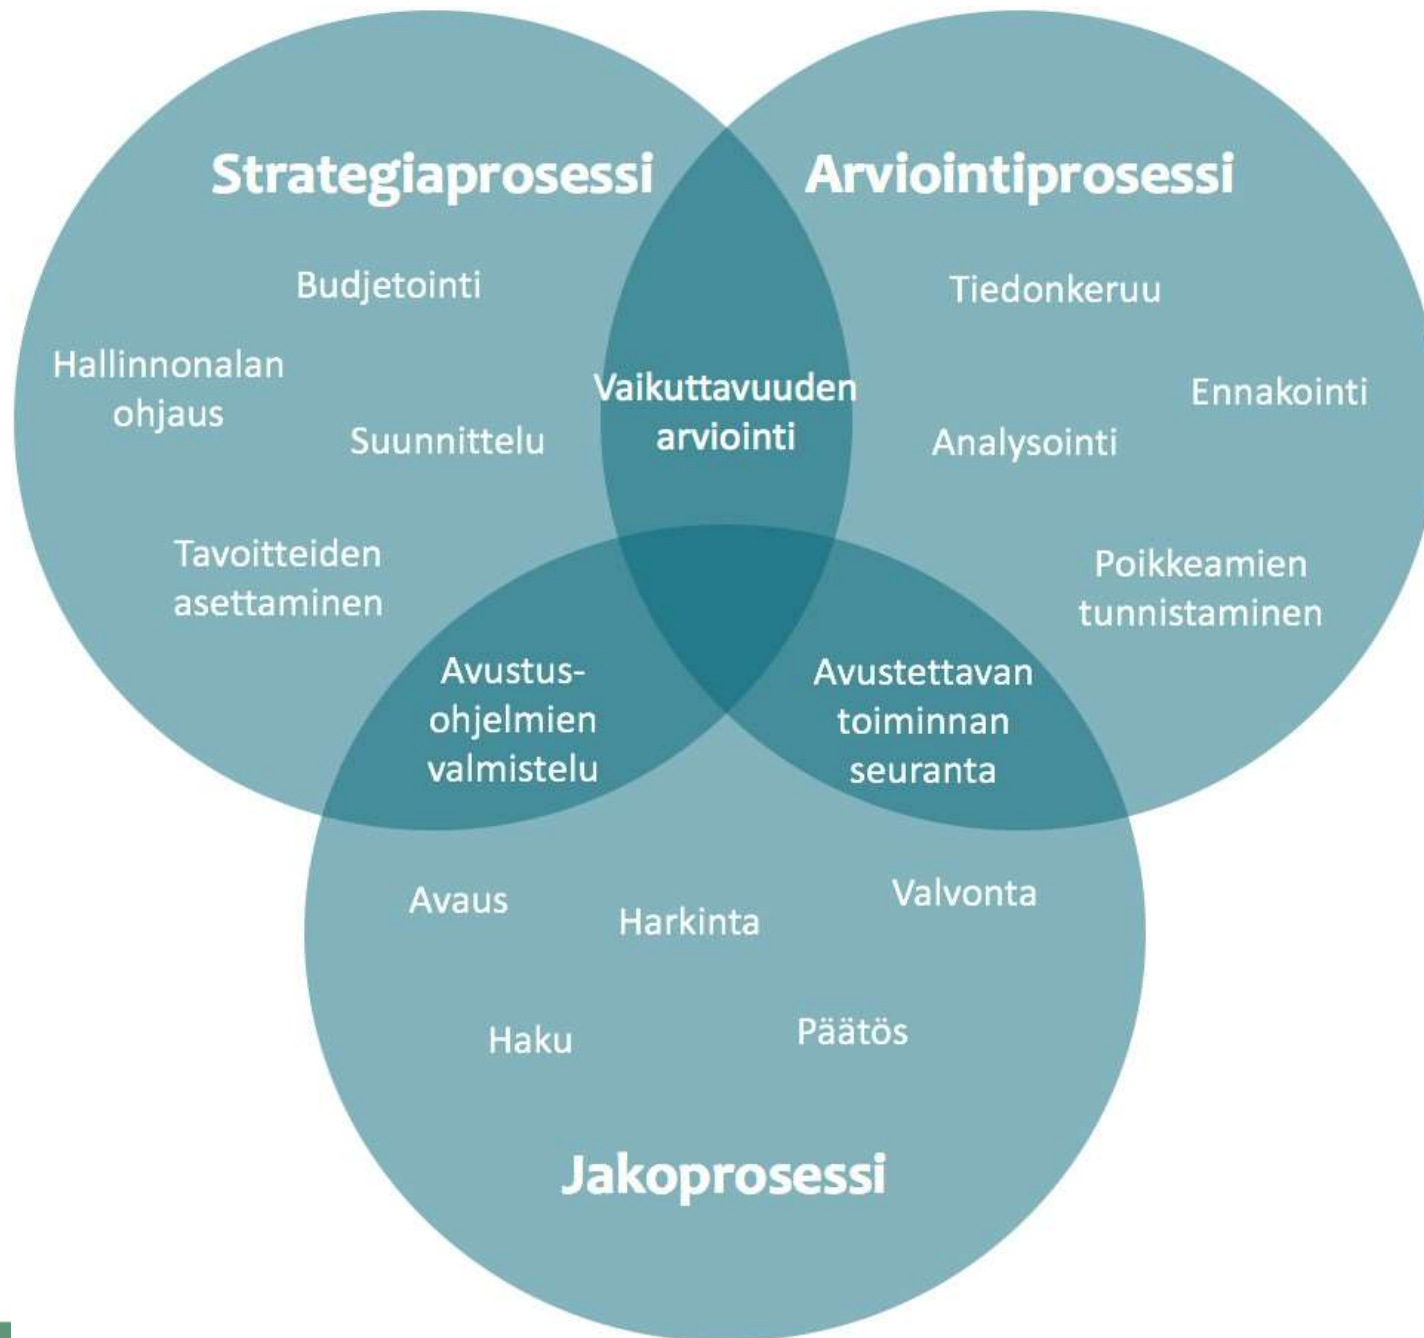 Strategiaprosessi
Budjetointi
Hallinnonalan
ohjaus
Suunnittelu
Tavoitteiden
asettaminen
Arviointiprosessi
Tiedonkeruu
Ennakointi
Analysointi
Poikkeamien
tunnistaminen
Vaikuttavuuden
arviointi
Avustus-
ohjelmien
valmistelu
Avustettavan
toiminnan
seuranta
Avaus
Harkinta
Valvonta
Haku
Päätös
Jakoprosessi